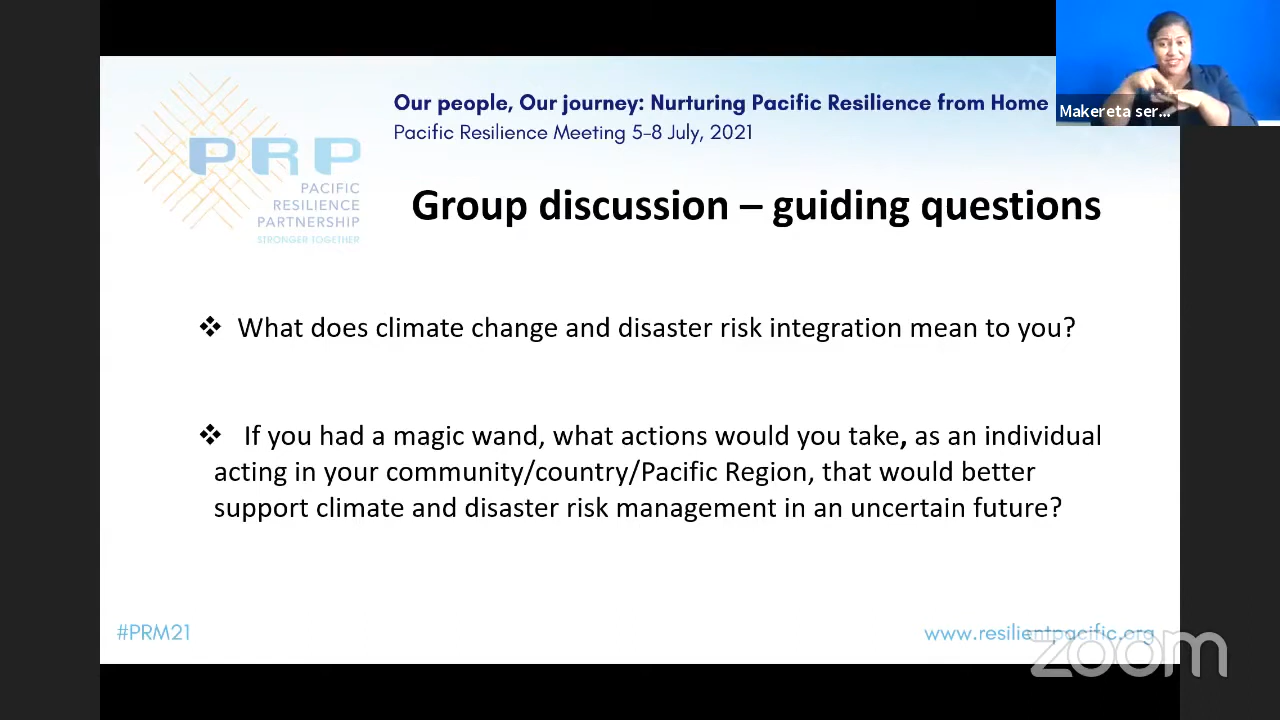 Our people, Our journey: Nurturing Pacific Resilience from Home
Pacific Resilience Meeting 5-8 July, 2021
PRP
PACIFIC
RESILIENCE
PARTNERSHIP
STRONGER TOGETHER
Makereta ser...
Group discussion – guiding questions
❖ What does climate change and disaster risk integration mean to you?
❖ If you had a magic wand, what actions would you take, as an individual
acting in your community/country/Pacific Region, that would better
support climate and disaster risk management in an uncertain future?
#PRM21
www.resilientpacific.org
zoom